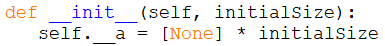 def __init__(self, initialSize):
   self.__a = [None] * initialSize